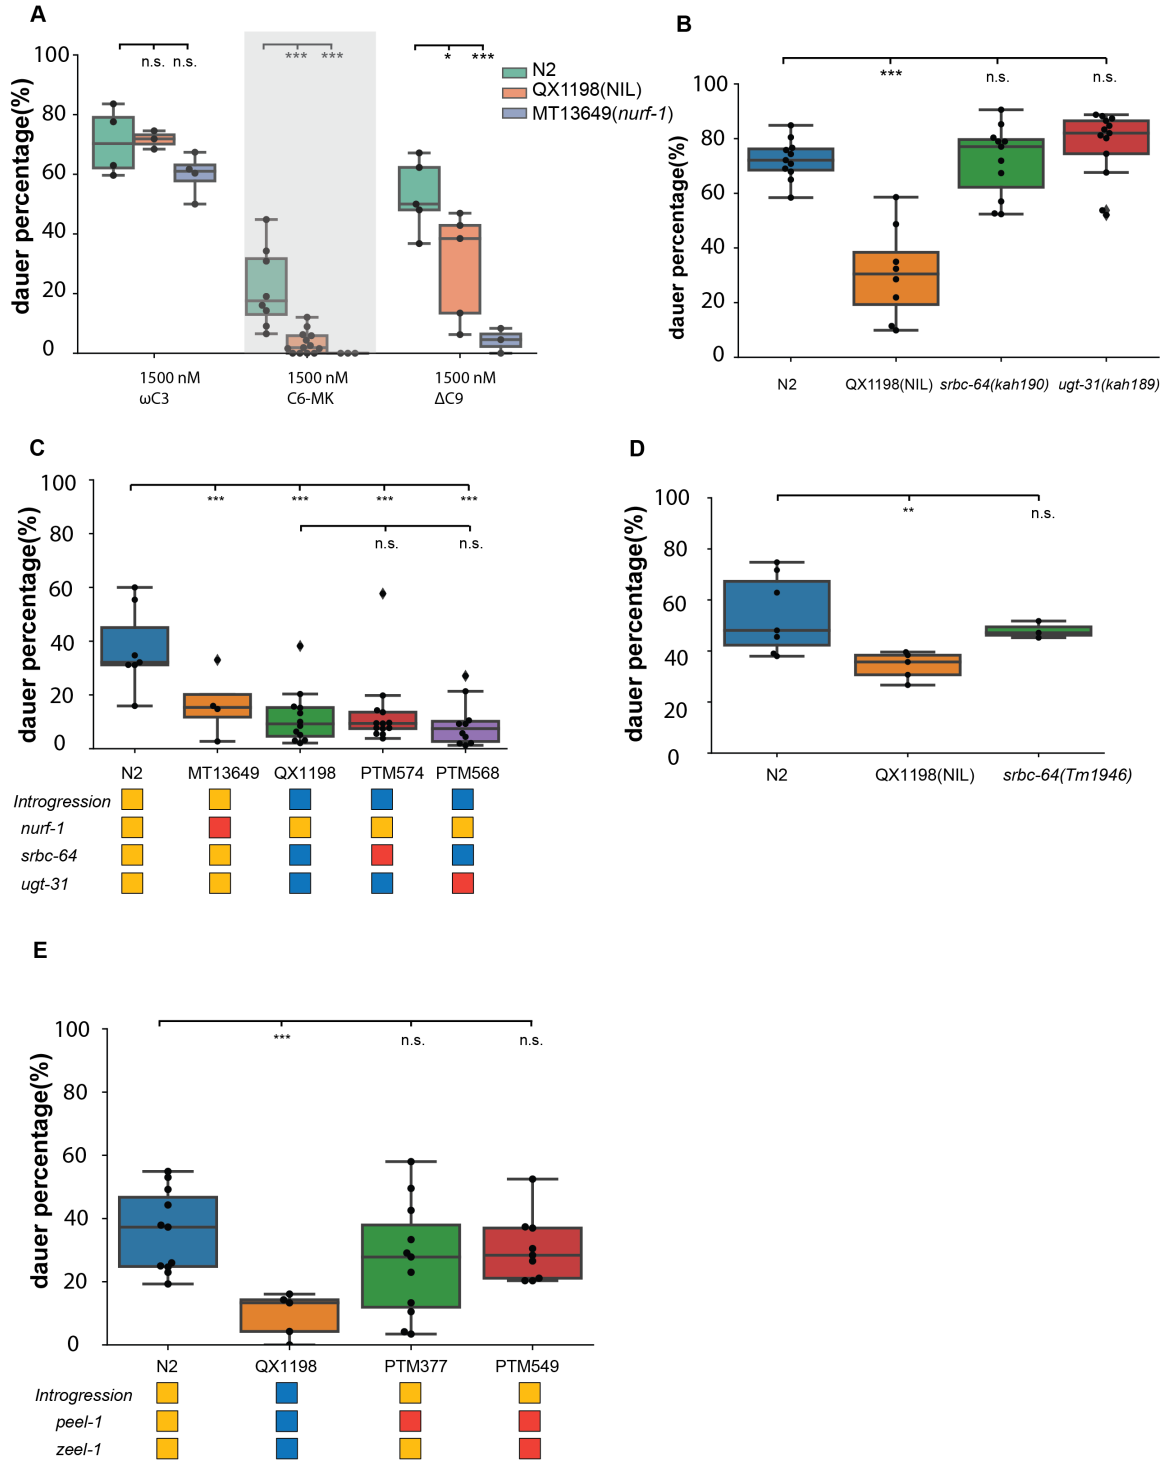 A
n.s. n.s.
*** ***
* ***
N2
QX1198(NIL)
MT13649(nurf-1)
dauer percentage(%)
100
80
60
40
20
0
1500 nM
ωC3
1500 nM
C6-MK
1500 nM
ΔC9
B
***
n.s.
n.s.
dauer percentage(%)
100
80
60
40
20
0
N2
QX1198(NIL)
srbc-64(kah190)
ugt-31(kah189)
C
*** *** *** ***
n.s. n.s.
dauer percentage(%)
100
80
60
40
20
0
N2 MT13649 QX1198 PTM574 PTM568
Introgression
nurf-1
srbc-64
ugt-31
D
**
n.s.
dauer percentage(%)
100
80
60
40
20
0
N2
QX1198(NIL)
srbc-64(Tm1946)
E
***
n.s.
n.s.
dauer percentage(%)
100
80
60
40
20
0
N2 QX1198 PTM377 PTM549
Introgression
peel-1
zeel-1